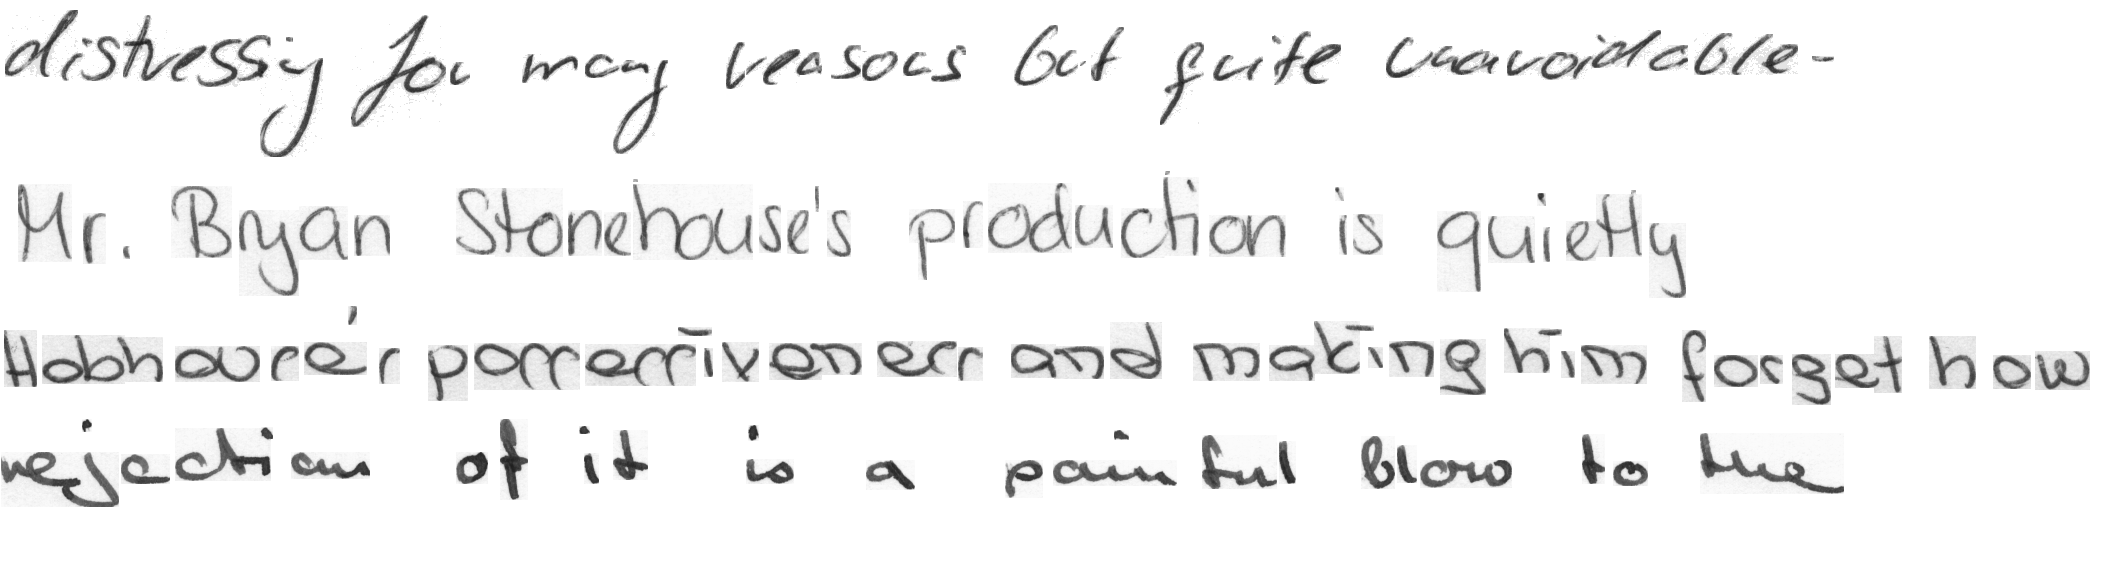 distressing for many reasons but quite unavoidable -
Mr. Bryan Stonehouse's production is quietly
Hobhouse's possessiveness and making him forget how
rejection of it is a painful blow to the